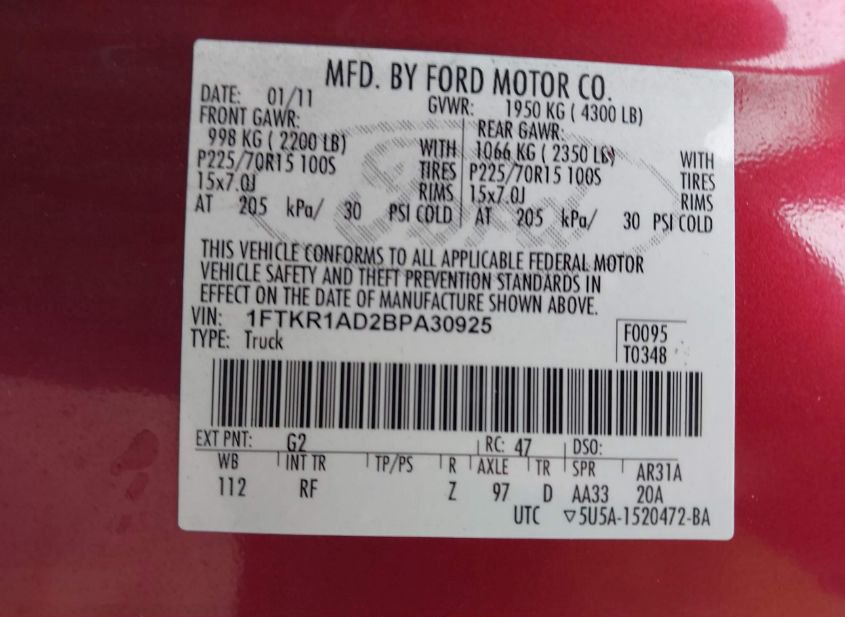 MFD. BY FORD MOTOR CO.
DATE: 01/11 GVWR: 1950 KG ( 4300 LB)
FRONT GAWR: REAR GAWR:
998 KG ( 2200 LB) WITH 1066 KG ( 2350 LB) WITH
P225/70R15 100S TIRES P225/70R15 100S TIRES
15x7.0J RIMS 15x7.0J RIMS
AT 205 kPa/ 30 PSI COLD AT 205 kPa/ 30 PSI COLD
THIS VEHICLE CONFORMS TO ALL APPLICABLE FEDERAL MOTOR
VEHICLE SAFETY AND THEFT PREVENTION STANDARDS IN
EFFECT ON THE DATE OF MANUFACTURE SHOWN ABOVE.
VIN: 1FTKR1AD2BPA30925 F0095
TYPE: Truck T0348
EXT PNT: G2 RC: 47 DSO:
WB INT TR TP/PS R AXLE TR SPR AR31A
112 RF Z 97 D AA33 20A
UTC ▽5U5A-1520472-BA
Ford